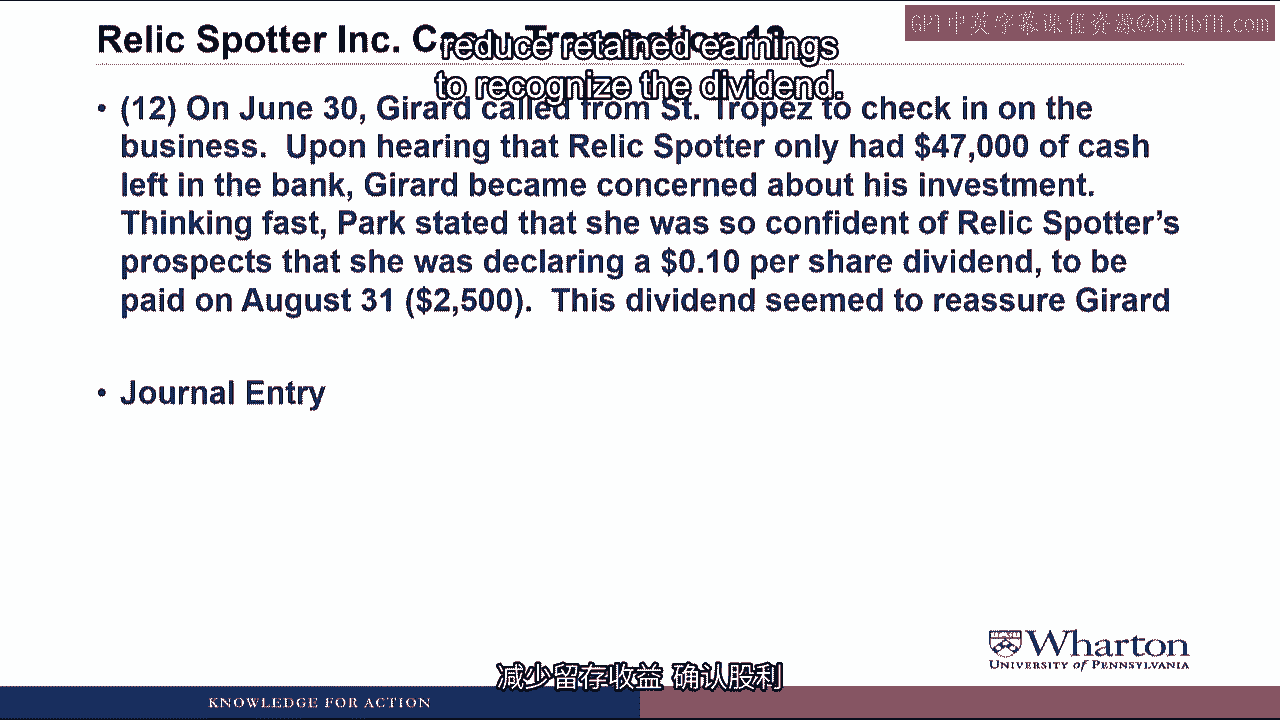 GPT中英字幕课程资源@bilibili.com
Relic Spotter Inc. Case: Transaction 12
reduce retained earnings
to recognize the dividend.
• (12) On June 30, Girard called from St. Tropez to check in on the
business. Upon hearing that Relic Spotter only had $47,000 of cash
left in the bank, Girard became concerned about his investment.
Thinking fast, Park stated that she was so confident of Relic Spotter’s
prospects that she was declaring a $0.10 per share dividend, to be
paid on August 31 ($2,500). This dividend seemed to reassure Girard
• Journal Entry
Wharton
UNIVERSITY of PENNSYLVANIA
减少留存收益 确认股利
KNOWLEDGE FOR ACTION